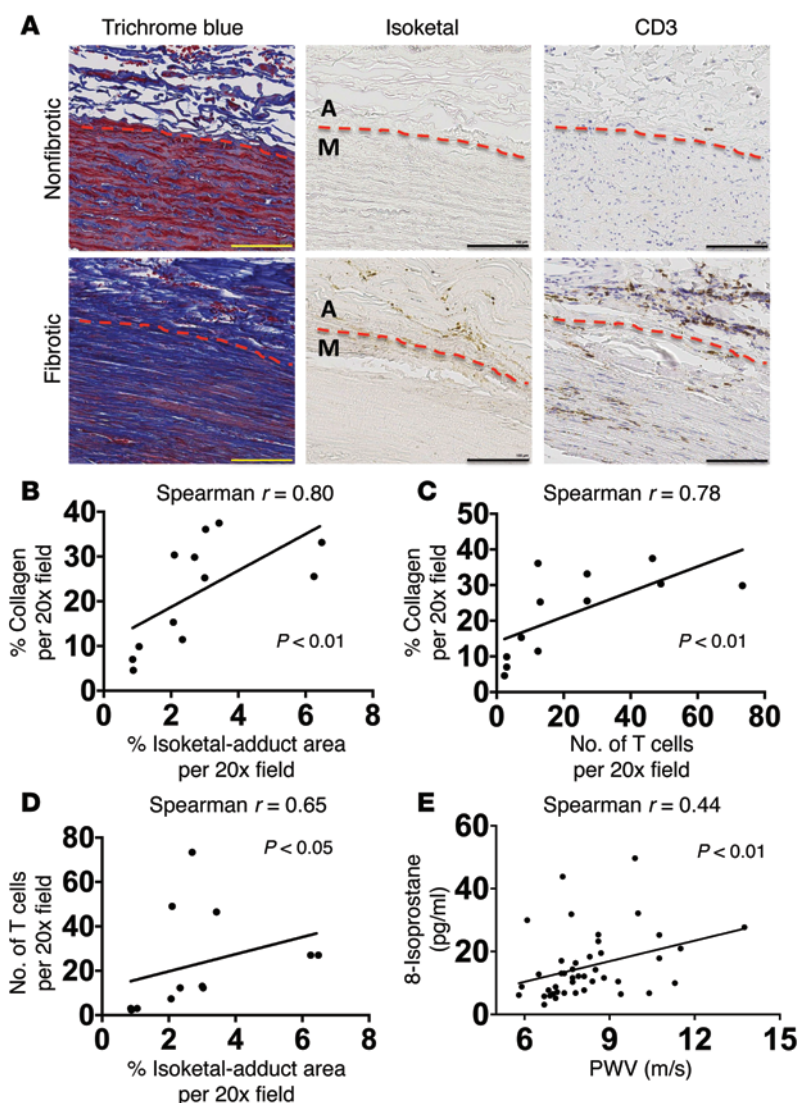 A
Trichrome blue
Isoketal
CD3
Nonfibrotic
A
M
Fibrotic
A
M
B
Spearman r = 0.80
% Collagen
per 20x field
40
30
20
10
0
P < 0.01
0 2 4 6 8
% Isoketal-adduct area
per 20x field
C
Spearman r = 0.78
% Collagen
per 20x field
50
40
30
20
10
0
P < 0.01
0 20 40 60 80
No. of T cells
per 20x field
D
Spearman r = 0.65
No. of T cells
per 20x field
80
60
40
20
0
P < 0.05
0 2 4 6 8
% Isoketal-adduct area
per 20x field
E
Spearman r = 0.44
8-Isoprostane
(pg/ml)
60
40
20
0
P < 0.01
6 9 12 15
PWV (m/s)